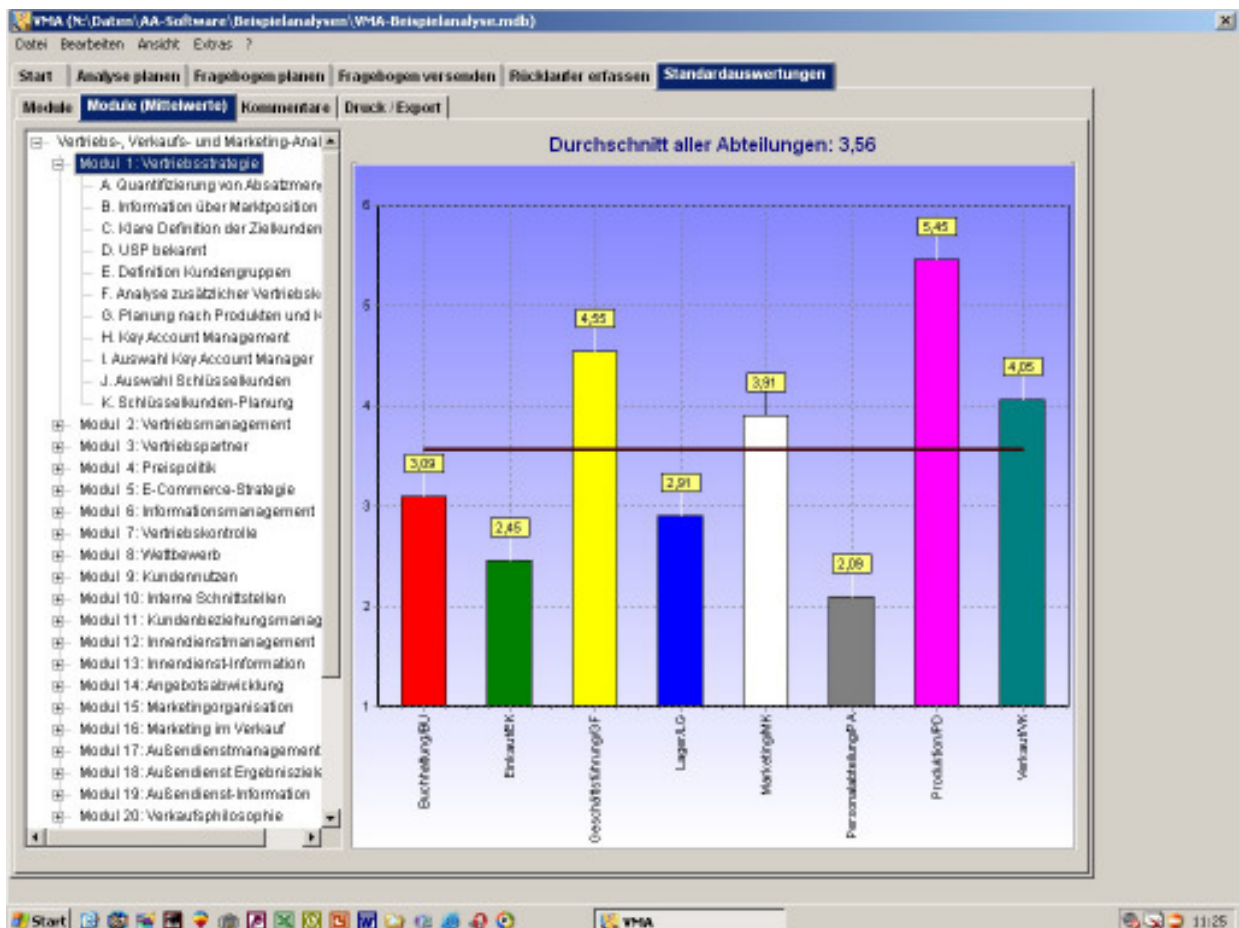 VMA (N:\Daten\AA-Software\Beispielanalysen\VMA-Beispielanalyse.mdb)
Datei Bearbeiten Ansicht Extras ?
Start Analyse planen Fragebogen planen Fragebogen versenden Rückläufer erfassen Standardauswertungen
Module Module (Mittelwerte) Kommentare Druck / Export
Vertriebs-, Verkaufs- und Marketing-Anal
Modul 1: Vertriebsstrategie
A. Quantifizierung von Absatzmeng
B. Information über Marktposition
C. Klare Definition der Zielkunden
D. USP bekannt
E. Definition Kundengruppen
F. Analyse zusätzlicher Vertriebsk
G. Planung nach Produkten und K
H. Key Account Management
I. Auswahl Key Account Manager
J. Auswahl Schlüsselkunden
K. Schlüsselkunden-Planung
Modul 2: Vertriebsmanagement
Modul 3: Vertriebspartner
Modul 4: Preispolitik
Modul 5: E-Commerce-Strategie
Modul 6: Informationsmanagement
Modul 7: Vertriebskontrolle
Modul 8: Wettbewerb
Modul 9: Kundennutzen
Modul 10: Interne Schnittstellen
Modul 11: Kundenbeziehungsmanag
Modul 12: Innendienstmanagement
Modul 13: Innendienst-Information
Modul 14: Angebotsabwicklung
Modul 15: Marketingorganisation
Modul 16: Marketing im Verkauf
Modul 17: Außendienstmanagement
Modul 18: Außendienst Ergebnisziele
Modul 19: Außendienst-Information
Modul 20: Verkaufsphilosophie
Durchschnitt aller Abteilungen: 3,56
6
5
4
3
2
1
3,09
2,45
4,55
2,91
3,91
2,09
5,45
4,05
Buchhaltung/BU
Einkauf/EK
Geschäftsführung/GF
Lager/LG
Marketing/MK
Personalabteilung/PA
Produktion/PD
Verkauf/VK
Start
VMA
11:25